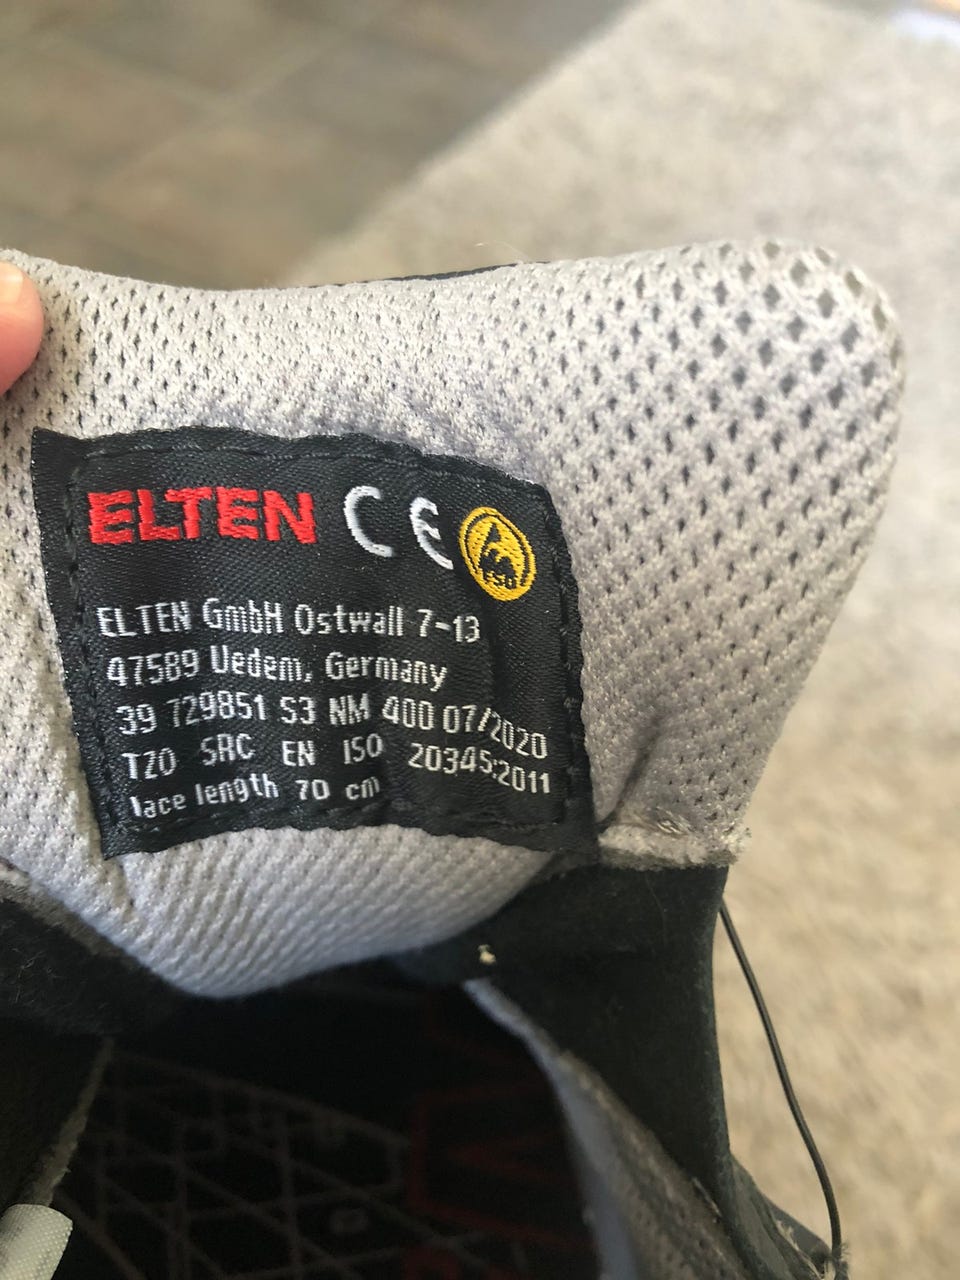 ELTEN CE ESD
ELTEN GmbH Ostwall 7-13
47589 Uedem, Germany
39 729851 S3 NM 400 07/2020
TZO SRC EN ISO 20345:2011
lace length 70 cm